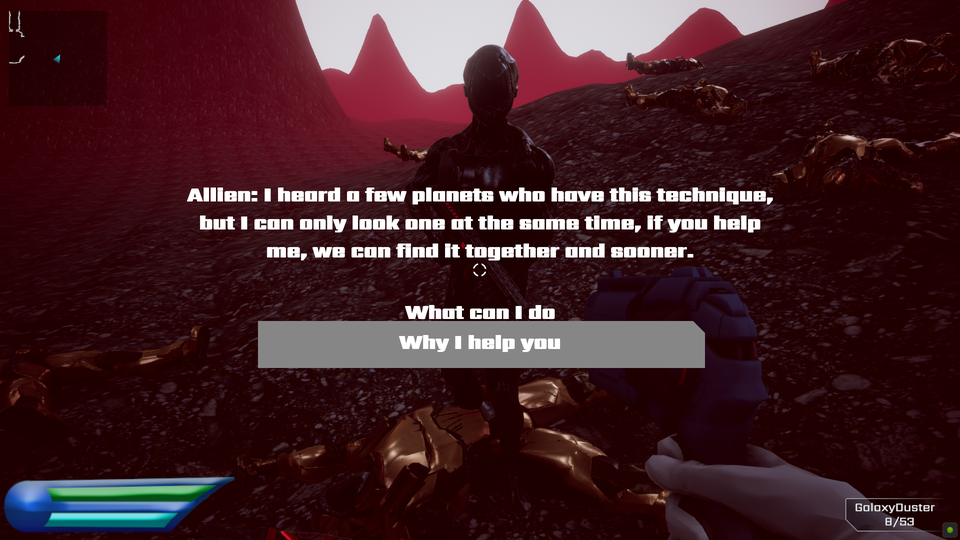 Allien: I heard a few planets who have this technique,
but I can only look one at the same time, if you help
me, we can find it together and sooner.
What can I do
Why I help you
GalaxyDuster
8/53